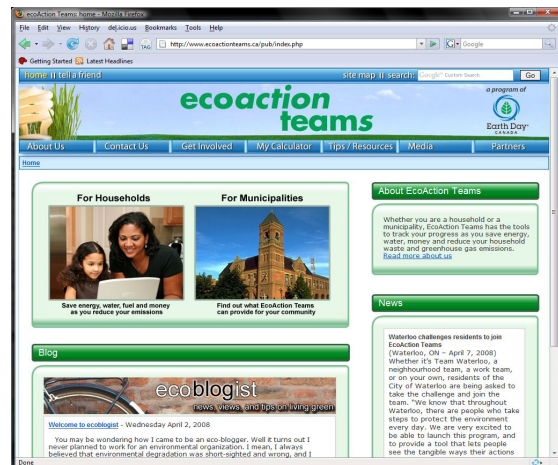 ecoAction Teams: home - Mozilla Firefox
File Edit View History del.icio.us Bookmarks Tools Help
TAG http://www.ecoactionteams.ca/pub/index.php Google
Getting Started Latest Headlines
home II tell a friend site map II search: Google™ Custom Search Go
ecoaction
teams
a program of
Earth Day
CANADA
About Us Contact Us Get Involved My Calculator Tips / Resources Media Partners
Home
For Households
For Municipalities
Save energy, water, fuel and money
as you reduce your emissions
Find out what EcoAction Teams
can provide for your community
About EcoAction Teams
Whether you are a household or a
municipality, EcoAction Teams has the tools
to track your progress as you save energy,
water, money and reduce your household
waste and greenhouse gas emissions.
Read more about us
Blog
ecoblogist
news, views, and tips on living green
Welcome to ecoblogist - Wednesday April 2, 2008
You may be wondering how I came to be an eco-blogger. Well it turns out I
never planned to work for an environmental organization. I mean, I always
believed that environmental degradation was short-sighted and wrong, and I
News
Waterloo challenges residents to join
EcoAction Teams
(Waterloo, ON – April 7, 2008)
Whether it's Team Waterloo, a
neighbourhood team, a work team,
or on your own, residents of the
City of Waterloo are being asked to
take the challenge and join the
team. "We know that throughout
Waterloo, there are people who take
steps to protect the environment
every day. We are very excited to
be able to launch this program, and
to provide a tool that lets people
see the tangible ways their actions
Done